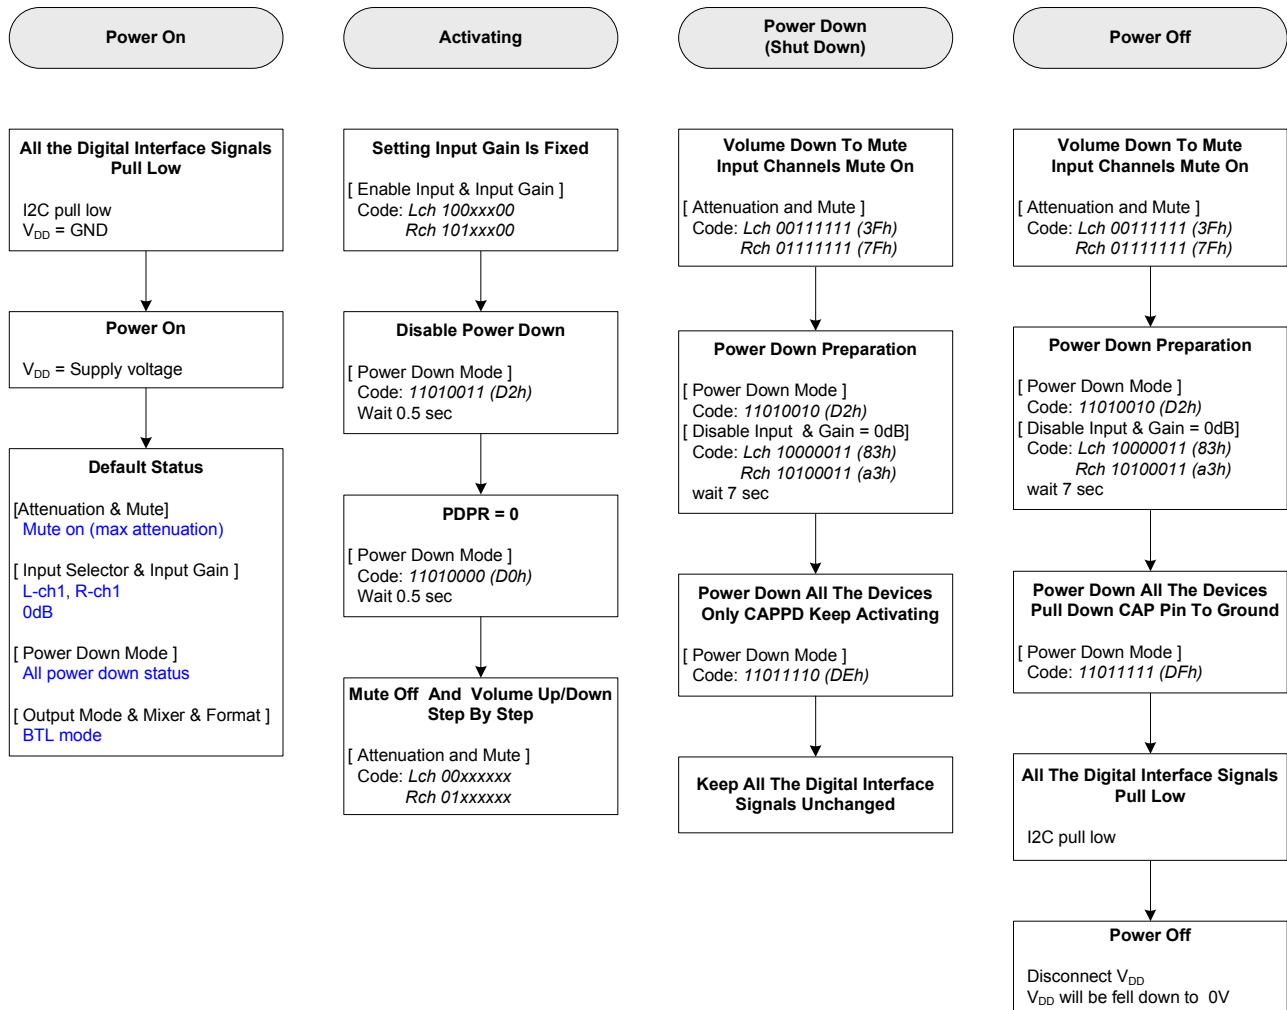 Power On
All the Digital Interface Signals
Pull Low
I2C pull low
VDD = GND
Power On
VDD = Supply voltage
Default Status
[Attenuation & Mute]
Mute on (max attenuation)
[ Input Selector & Input Gain ]
L-ch1, R-ch1
0dB
[ Power Down Mode ]
All power down status
[ Output Mode & Mixer & Format ]
BTL mode
Activating
Setting Input Gain Is Fixed
[ Enable Input & Input Gain ]
Code: Lch 100xxx00
Rch 101xxx00
Disable Power Down
[ Power Down Mode ]
Code: 11010011 (D2h)
Wait 0.5 sec
PDPR = 0
[ Power Down Mode ]
Code: 11010000 (D0h)
Wait 0.5 sec
Mute Off And Volume Up/Down
Step By Step
[ Attenuation and Mute ]
Code: Lch 00xxxxxx
Rch 01xxxxxx
Power Down
(Shut Down)
Volume Down To Mute
Input Channels Mute On
[ Attenuation and Mute ]
Code: Lch 00111111 (3Fh)
Rch 01111111 (7Fh)
Power Down Preparation
[ Power Down Mode ]
Code: 11010010 (D2h)
[ Disable Input & Gain = 0dB]
Code: Lch 10000011 (83h)
Rch 10100011 (a3h)
wait 7 sec
Power Down All The Devices
Only CAPPD Keep Activating
[ Power Down Mode ]
Code: 11011110 (DEh)
Keep All The Digital Interface
Signals Unchanged
Power Off
Volume Down To Mute
Input Channels Mute On
[ Attenuation and Mute ]
Code: Lch 00111111 (3Fh)
Rch 01111111 (7Fh)
Power Down Preparation
[ Power Down Mode ]
Code: 11010010 (D2h)
[ Disable Input & Gain = 0dB]
Code: Lch 10000011 (83h)
Rch 10100011 (a3h)
wait 7 sec
Power Down All The Devices
Pull Down CAP Pin To Ground
[ Power Down Mode ]
Code: 11011111 (DFh)
All The Digital Interface Signals
Pull Low
I2C pull low
Power Off
Disconnect VDD
VDD will be fell down to 0V